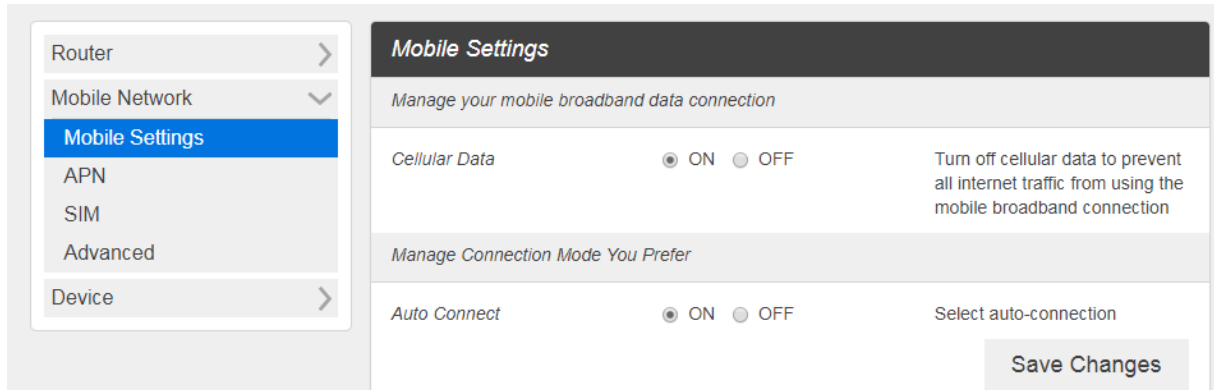 Router
Mobile Network
Mobile Settings
APN
SIM
Advanced
Device
Mobile Settings
Manage your mobile broadband data connection
Cellular Data ON OFF
Turn off cellular data to prevent
all internet traffic from using the
mobile broadband connection
Manage Connection Mode You Prefer
Auto Connect ON OFF Select auto-connection
Save Changes